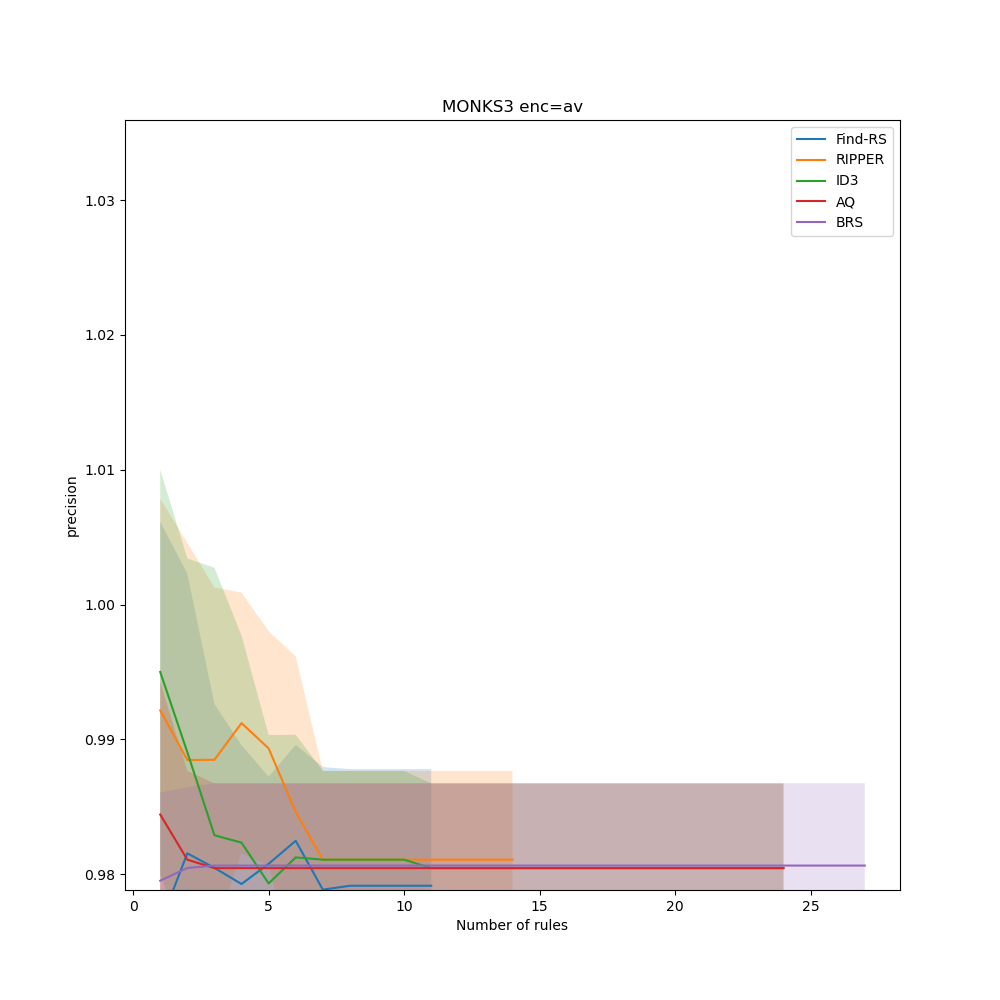 MONKS3 enc=av
Find-RS
RIPPER
ID3
AQ
BRS
1.03
1.02
1.01
1.00
0.99
0.98
precision
0 5 10 15 20 25
Number of rules